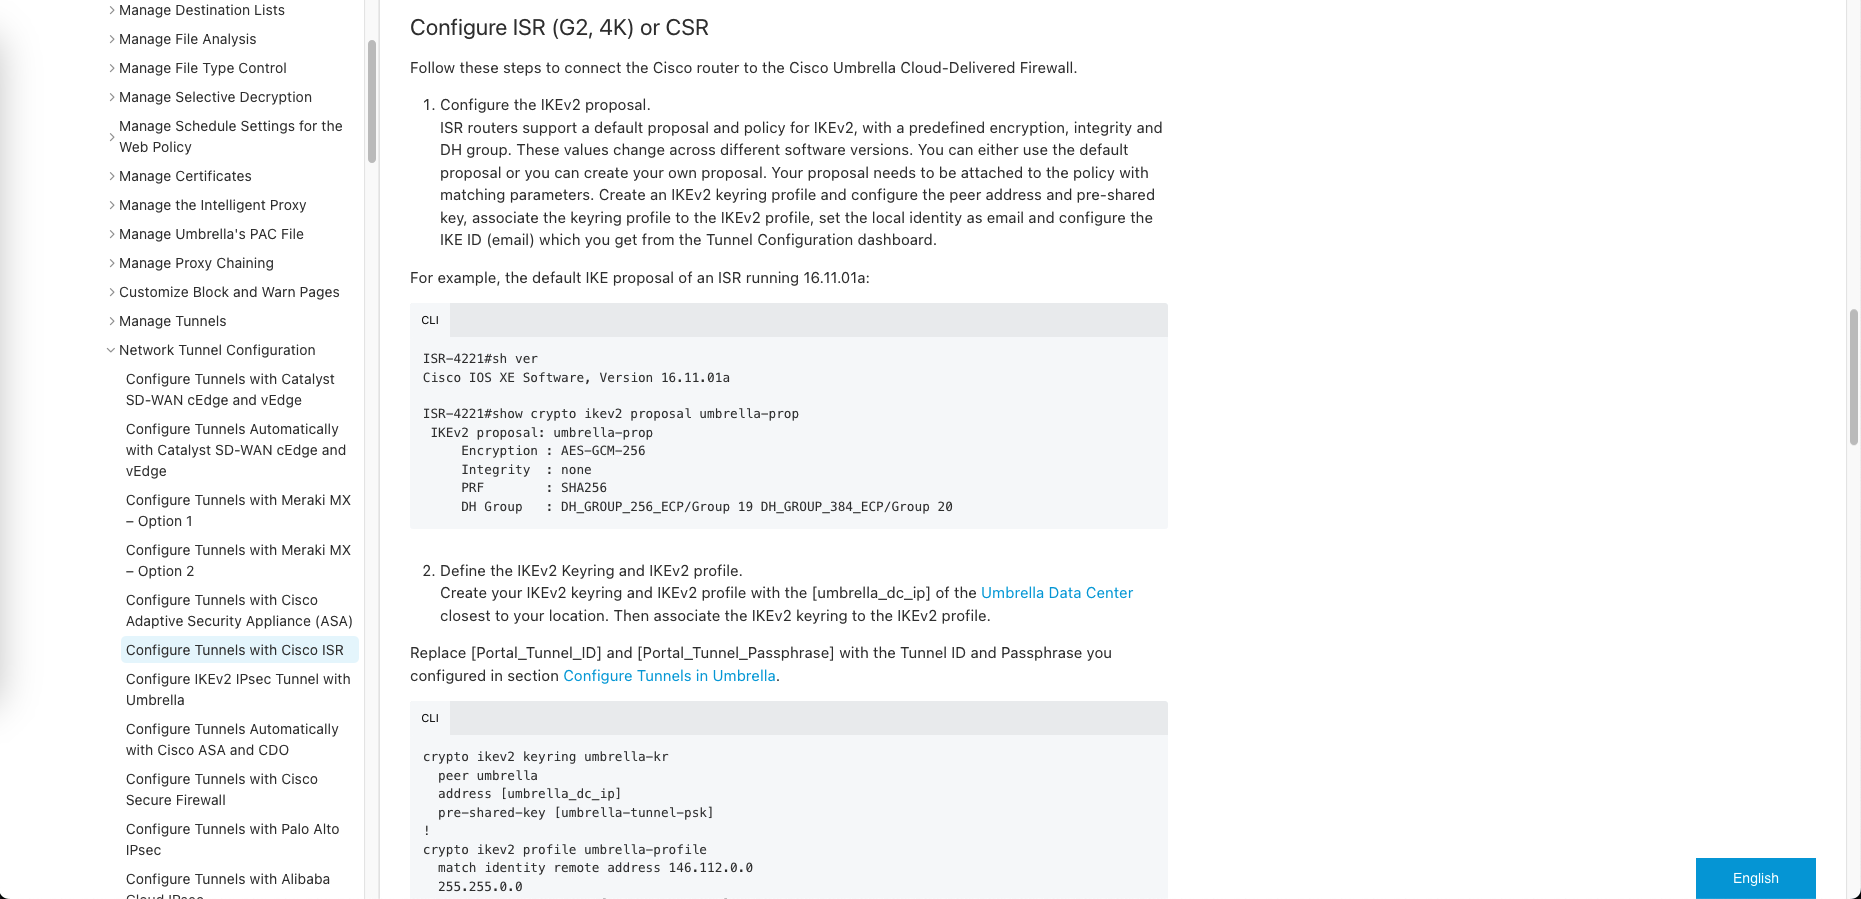 Manage Destination Lists
Manage File Analysis
Manage File Type Control
Manage Selective Decryption
Manage Schedule Settings for the
Web Policy
Manage Certificates
Manage the Intelligent Proxy
Manage Umbrella's PAC File
Manage Proxy Chaining
Customize Block and Warn Pages
Manage Tunnels
Network Tunnel Configuration
Configure Tunnels with Catalyst
SD-WAN cEdge and vEdge
Configure Tunnels Automatically
with Catalyst SD-WAN cEdge and
vEdge
Configure Tunnels with Meraki MX
– Option 1
Configure Tunnels with Meraki MX
– Option 2
Configure Tunnels with Cisco
Adaptive Security Appliance (ASA)
Configure Tunnels with Cisco ISR
Configure IKEv2 IPsec Tunnel with
Umbrella
Configure Tunnels Automatically
with Cisco ASA and CDO
Configure Tunnels with Cisco
Secure Firewall
Configure Tunnels with Palo Alto
IPsec
Configure Tunnels with Alibaba
Cloud IPsec
Configure ISR (G2, 4K) or CSR
Follow these steps to connect the Cisco router to the Cisco Umbrella Cloud-Delivered Firewall.
1. Configure the IKEv2 proposal.
ISR routers support a default proposal and policy for IKEv2, with a predefined encryption, integrity and
DH group. These values change across different software versions. You can either use the default
proposal or you can create your own proposal. Your proposal needs to be attached to the policy with
matching parameters. Create an IKEv2 keyring profile and configure the peer address and pre-shared
key, associate the keyring profile to the IKEv2 profile, set the local identity as email and configure the
IKE ID (email) which you get from the Tunnel Configuration dashboard.
For example, the default IKE proposal of an ISR running 16.11.01a:
CLI
ISR-4221#sh ver
Cisco IOS XE Software, Version 16.11.01a
ISR-4221#show crypto ikev2 proposal umbrella-prop
IKEv2 proposal: umbrella-prop
Encryption : AES-GCM-256
Integrity : none
PRF : SHA256
DH Group : DH_GROUP_256_ECP/Group 19 DH_GROUP_384_ECP/Group 20
2. Define the IKEv2 Keyring and IKEv2 profile.
Create your IKEv2 keyring and IKEv2 profile with the [umbrella_dc_ip] of the Umbrella Data Center
closest to your location. Then associate the IKEv2 keyring to the IKEv2 profile.
Replace [Portal_Tunnel_ID] and [Portal_Tunnel_Passphrase] with the Tunnel ID and Passphrase you
configured in section Configure Tunnels in Umbrella.
CLI
crypto ikev2 keyring umbrella-kr
peer umbrella
address [umbrella_dc_ip]
pre-shared-key [umbrella-tunnel-psk]
!
crypto ikev2 profile umbrella-profile
match identity remote address 146.112.0.0
255.255.0.0
English